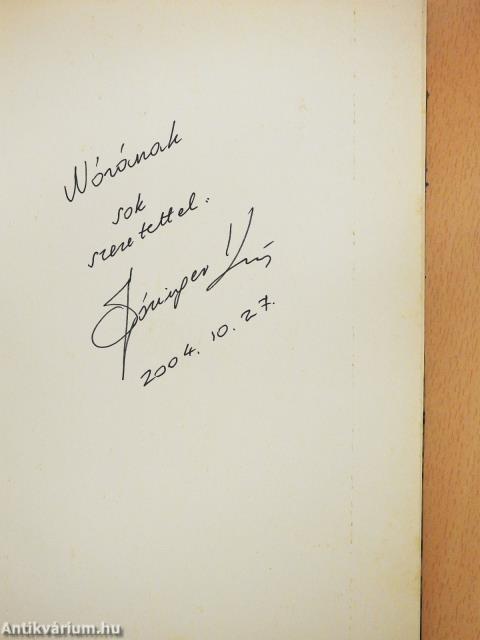 Nórának
sok
szeretettel:
2004. 10. 27.
Antikvárium.hu